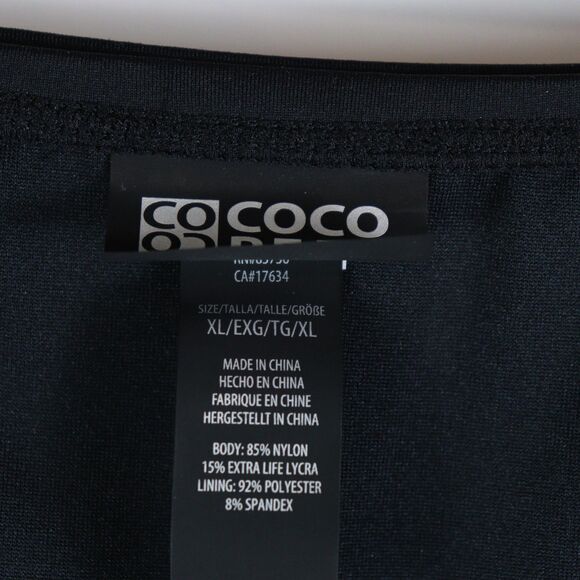 CO COCO
CA#17634
SIZE/TALLA/TALLE/GRÖßE
XL/EXG/TG/XL
MADE IN CHINA
HECHO EN CHINA
FABRIQUE EN CHINE
HERGESTELLT IN CHINA
BODY: 85% NYLON
15% EXTRA LIFE LYCRA
LINING: 92% POLYESTER
8% SPANDEX